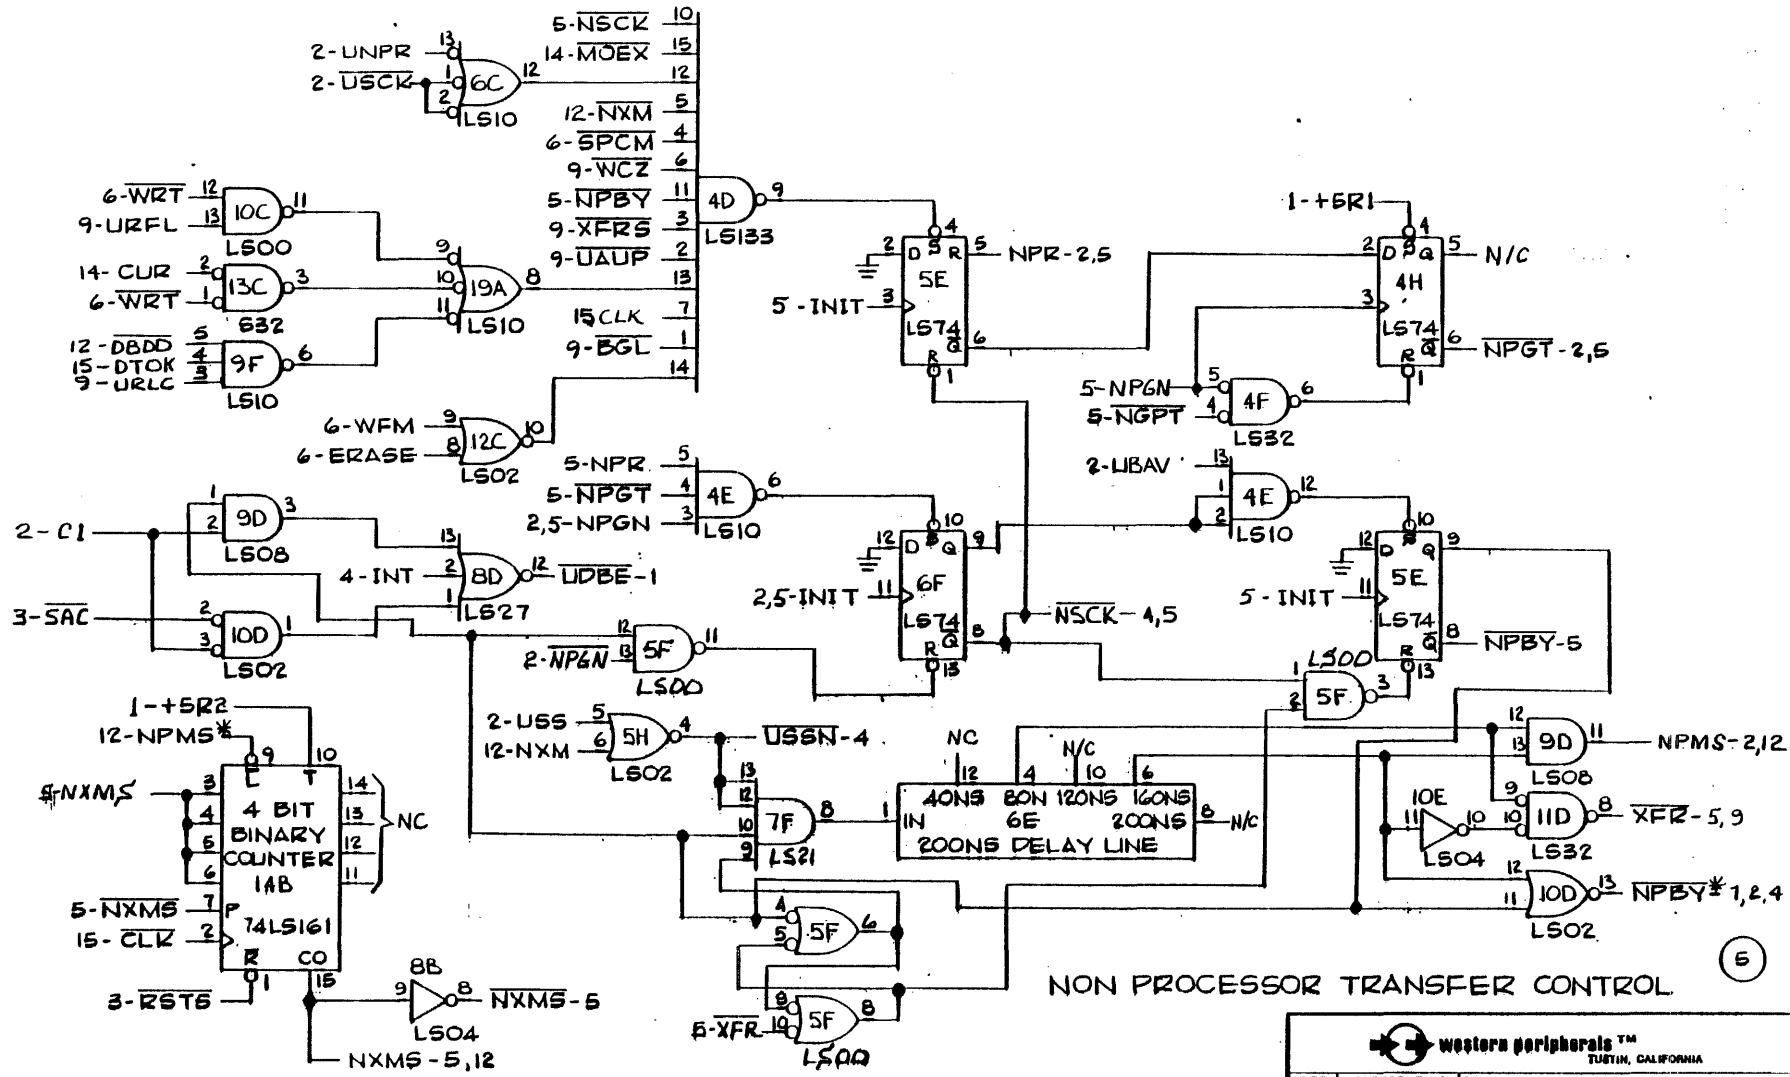 5-NSCK 10
14-MOEX 15
2-UNPR 13
2-USCK 1 2 6C 12 12
LS10
12-NXM 5
6-SPCM 4
9-WCZ 6
5-NPBY 11
9-XFRS 3
9-UAUP 2
13
15 CLK 7
9-BGL 1
14
4D 9
LS133
6-WRT 12
9-URFL 13
10C 11
LS00
14-CUR 2
6-WRT 1
13C 3
S32
12-DBDD 5
15-DTOK 4
9-URLC 3
9F 6
LS10
9 10 11 19A 8
LS10
6-WFM 9
6-ERASE 8
12C 10
LS02
2 D S R 5 NPR-2,5
4
5E
5-INIT 3
LS74
Q 6
R
1
1-+5R1
4
2 D S Q 5 N/C
4H
3
LS74
Q 6 NPGT-2,5
R
1
5-NPGN 5
5-NGPT 4
4F 6
LS32
2-C1
1 2 9D 3
LS08
3-SAC
2 3 10D 1
LS02
13
4-INT 2
1
8D 12 UDBE-1
LS27
5-NPR 5
5-NPGT 4
2,5-NPGN 3
4E 6
LS10
10
12 D S Q 9
6F
2,5-INIT 11
LS74
Q 8
R
13
NSCK-4,5
2-UBAV 13
1
2
4E 12
LS10
10
12 D S Q 9
5E
5-INIT 11
LS74
Q 8 NPBY-5
R
13
12
2-NPGN 13
5F 11
LS00
LS00
1
2
5F 3
1-+5R2
12-NPMS*
9 10
L T
5-NXMS
3 4 5 6
4 BIT
BINARY
COUNTER
1AB
14 13 12 11
NC
5-NXMS 7 P
74LS161
15-CLK 2
R CO
1 15
3-RSTS
8B
9 8 NXMS-5
LS04
NXMS-5,12
2-USS 5
12-NXM 6
5H 4 USSN-4
LS02
13 12 10 9
7F 8
LS21
NC N/C
12 4 10 6
40NS 80N 120NS 160NS
1 IN 6E 200NS 8 N/C
200NS DELAY LINE
4 5 5F 6
9 10 5F 8
5-XFR
LS00
12 13 9D 11 NPMS-2,12
LS08
10E
11 10
LS04
9 10 11D 8 XFR-5,9
LS32
12 11 10D 13 NPBY*-1,2,4
LS02
5
NON PROCESSOR TRANSFER CONTROL
western peripherals ™
TUSTIN, CALIFORNIA